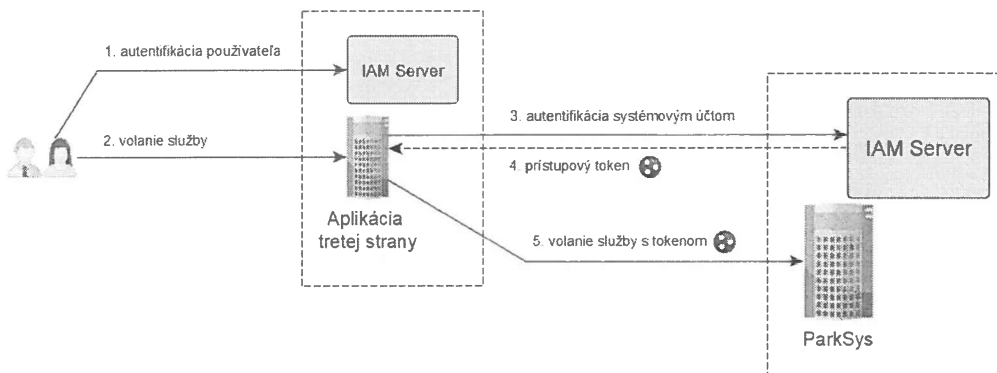 1. autentifikácia používateľa
IAM Server
2. volanie služby
3. autentifikácia systémovým účtom
IAM Server
4. prístupový token
Aplikácia
tretej strany
5. volanie služby s tokenom
ParkSys